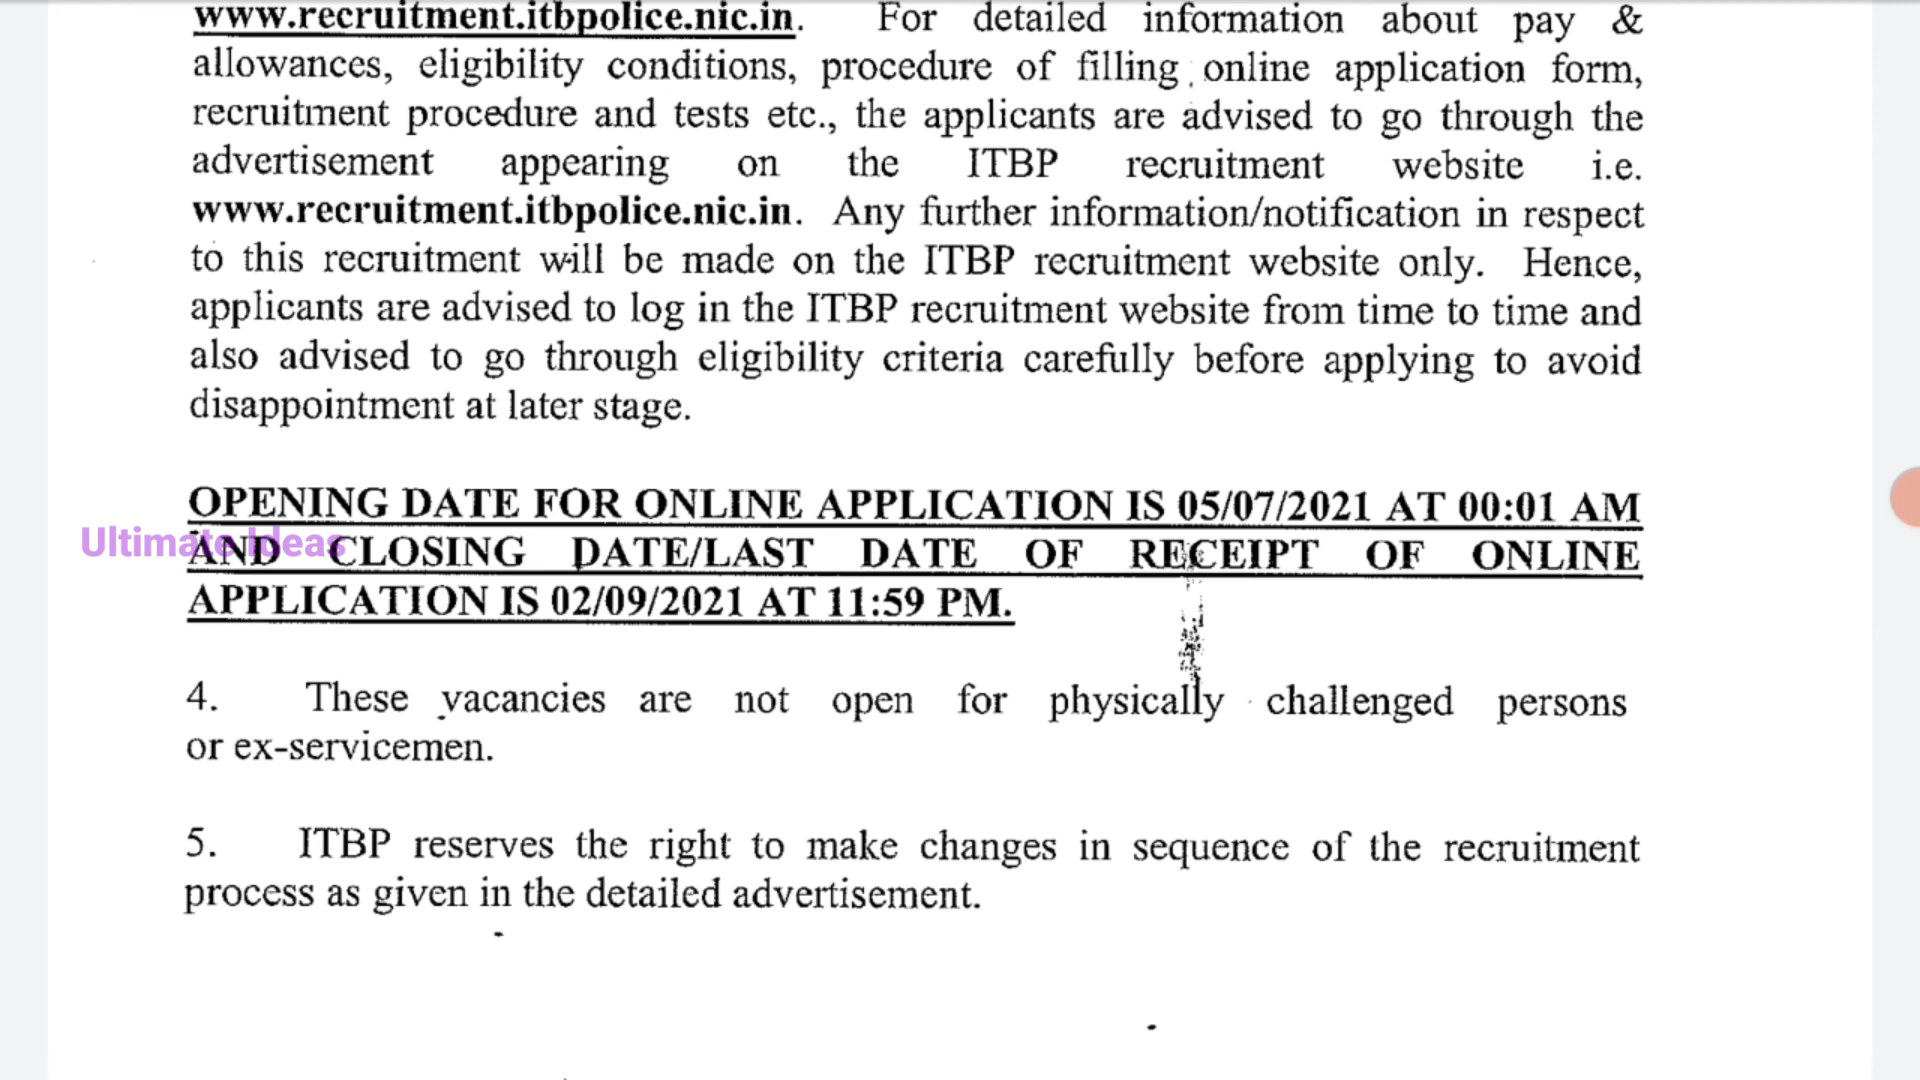 www.recruitment.itbpolice.nic.in. For detailed information about pay &
allowances, eligibility conditions, procedure of filling online application form,
recruitment procedure and tests etc., the applicants are advised to go through the
advertisement appearing on the ITBP recruitment website i.e.
www.recruitment.itbpolice.nic.in. Any further information/notification in respect
to this recruitment will be made on the ITBP recruitment website only. Hence,
applicants are advised to log in the ITBP recruitment website from time to time and
also advised to go through eligibility criteria carefully before applying to avoid
disappointment at later stage.
OPENING DATE FOR ONLINE APPLICATION IS 05/07/2021 AT 00:01 AM
Ultimate Ideas
AND CLOSING DATE/LAST DATE OF RECEIPT OF ONLINE
APPLICATION IS 02/09/2021 AT 11:59 PM.
4. These vacancies are not open for physically challenged persons
or ex-servicemen.
5. ITBP reserves the right to make changes in sequence of the recruitment
process as given in the detailed advertisement.